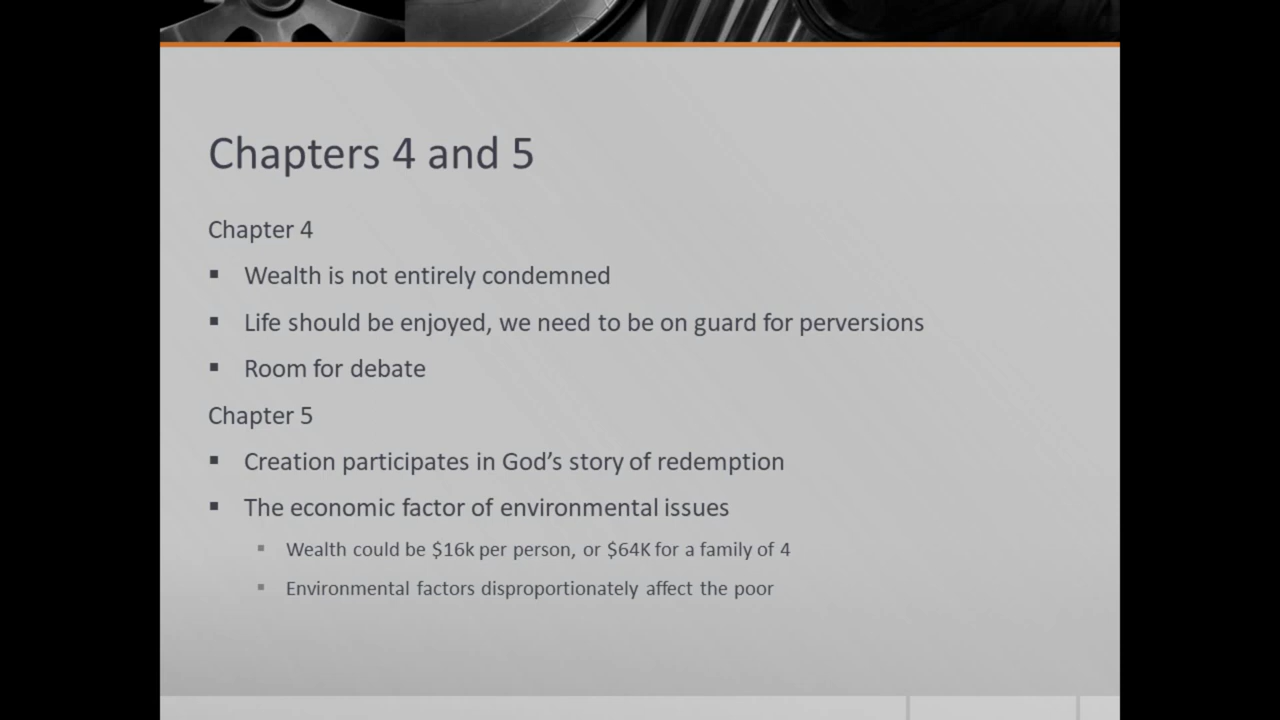 Chapters 4 and 5
Chapter 4
▪ Wealth is not entirely condemned
▪ Life should be enjoyed, we need to be on guard for perversions
▪ Room for debate
Chapter 5
▪ Creation participates in God’s story of redemption
▪ The economic factor of environmental issues
▪ Wealth could be $16k per person, or $64K for a family of 4
▪ Environmental factors disproportionately affect the poor